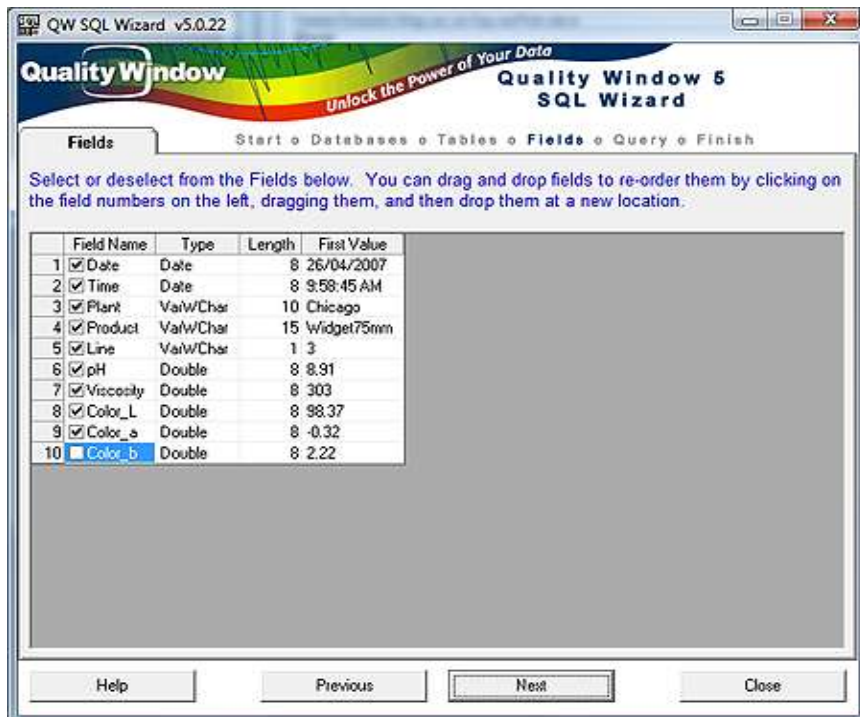 QW SQL Wizard v5.0.22
Quality Window
Unlock the Power of Your Data
Quality Window 5
SQL Wizard
Fields
Start o Databases o Tables o Fields o Query o Finish
Select or deselect from the Fields below. You can drag and drop fields to re-order them by clicking on
the field numbers on the left, dragging them, and then drop them at a new location.
Field Name Type Length First Value
1 Date Date 8 26/04/2007
2 Time Date 8 9:58:45 AM
3 Plant VarWChar 10 Chicago
4 Product VarWChar 15 Widget75mm
5 Line VarWChar 1 3
6 pH Double 8 8.91
7 Viscosity Double 8 303
8 Color_L Double 8 98.37
9 Color_a Double 8 -0.32
10 Color_b Double 8 2.22
Help Previous Next Close